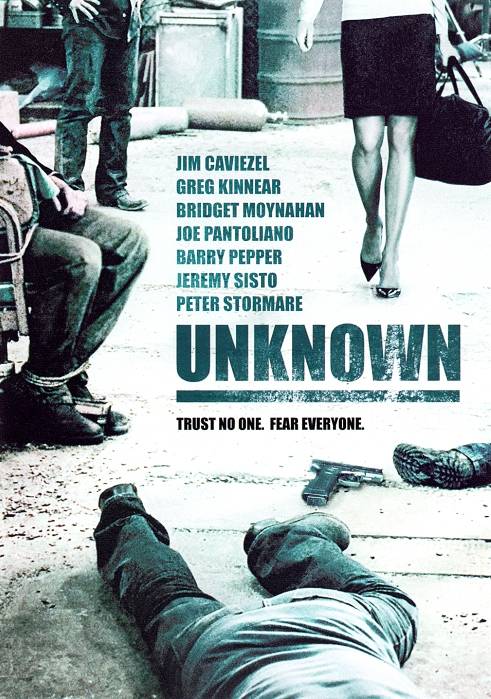 JIM CAVIEZEL
GREG KINNEAR
BRIDGET MOYNAHAN
JOE PANTOLIANO
BARRY PEPPER
JEREMY SISTO
PETER STORMARE
UNKNOWN
TRUST NO ONE. FEAR EVERYONE.